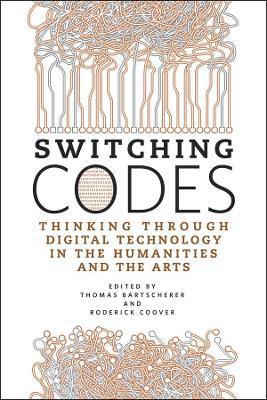 SWITCHING
CODES
THINKING THROUGH
DIGITAL TECHNOLOGY
IN THE HUMANITIES
AND THE ARTS
EDITED BY
THOMAS BARTSCHERER
AND
RODERICK COOVER